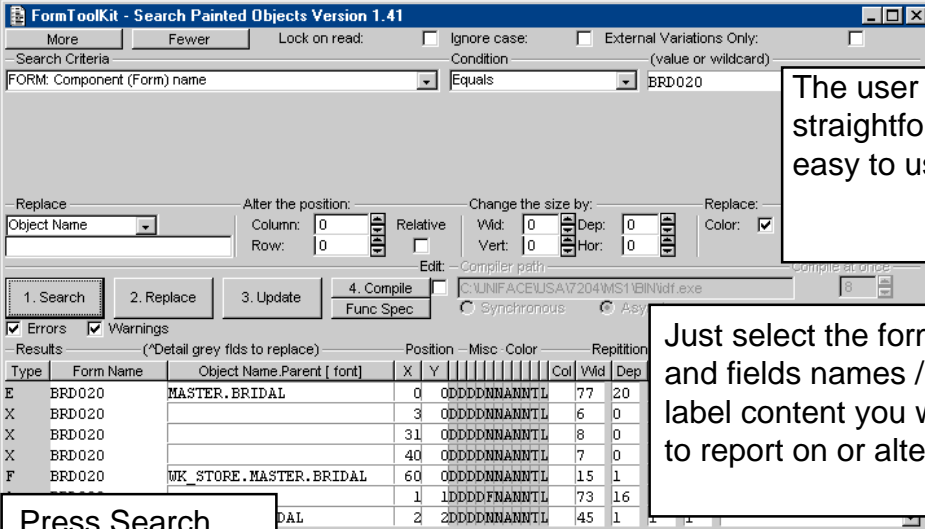 FormToolKit - Search Painted Objects Version 1.41
More Fewer Lock on read: Ignore case: External Variations Only:
Search Criteria Condition (value or wildcard)
FORM: Component (Form) name Equals BRD020
The user
straightfo
easy to u
Replace Alter the position: Change the size by: Replace:
Object Name Column: 0 Relative Wid: 0 Dep: 0 Color:
Row: 0 Vert: 0 Hor: 0
Edit: Compiler path Compile at once
1. Search 2. Replace 3. Update 4. Compile C:\UNIFACE\USA\7204\MS1\BIN\idf.exe 8
Func Spec Synchronous Asy
Errors Warnings
Just select the form
and fields names /
label content you w
to report on or alte
Results (^Detail grey flds to replace) Position Misc Color Repitition
Type Form Name Object Name.Parent [ font] X Y Col Wid Dep
E BRD020 MASTER.BRIDAL 0 0DDDDNNANNTL 77 20
X BRD020 3 0DDDDNNANNTL 6 0
X BRD020 31 0DDDDNNANNTL 8 0
X BRD020 40 0DDDDNNANNTL 7 0
F BRD020 WK_STORE.MASTER.BRIDAL 60 0DDDDNNANNTL 15 1
1 1DDDDFNANNTL 73 16
DAL 2 2DDDDNNANNTL 45 1 1 1
Press Search